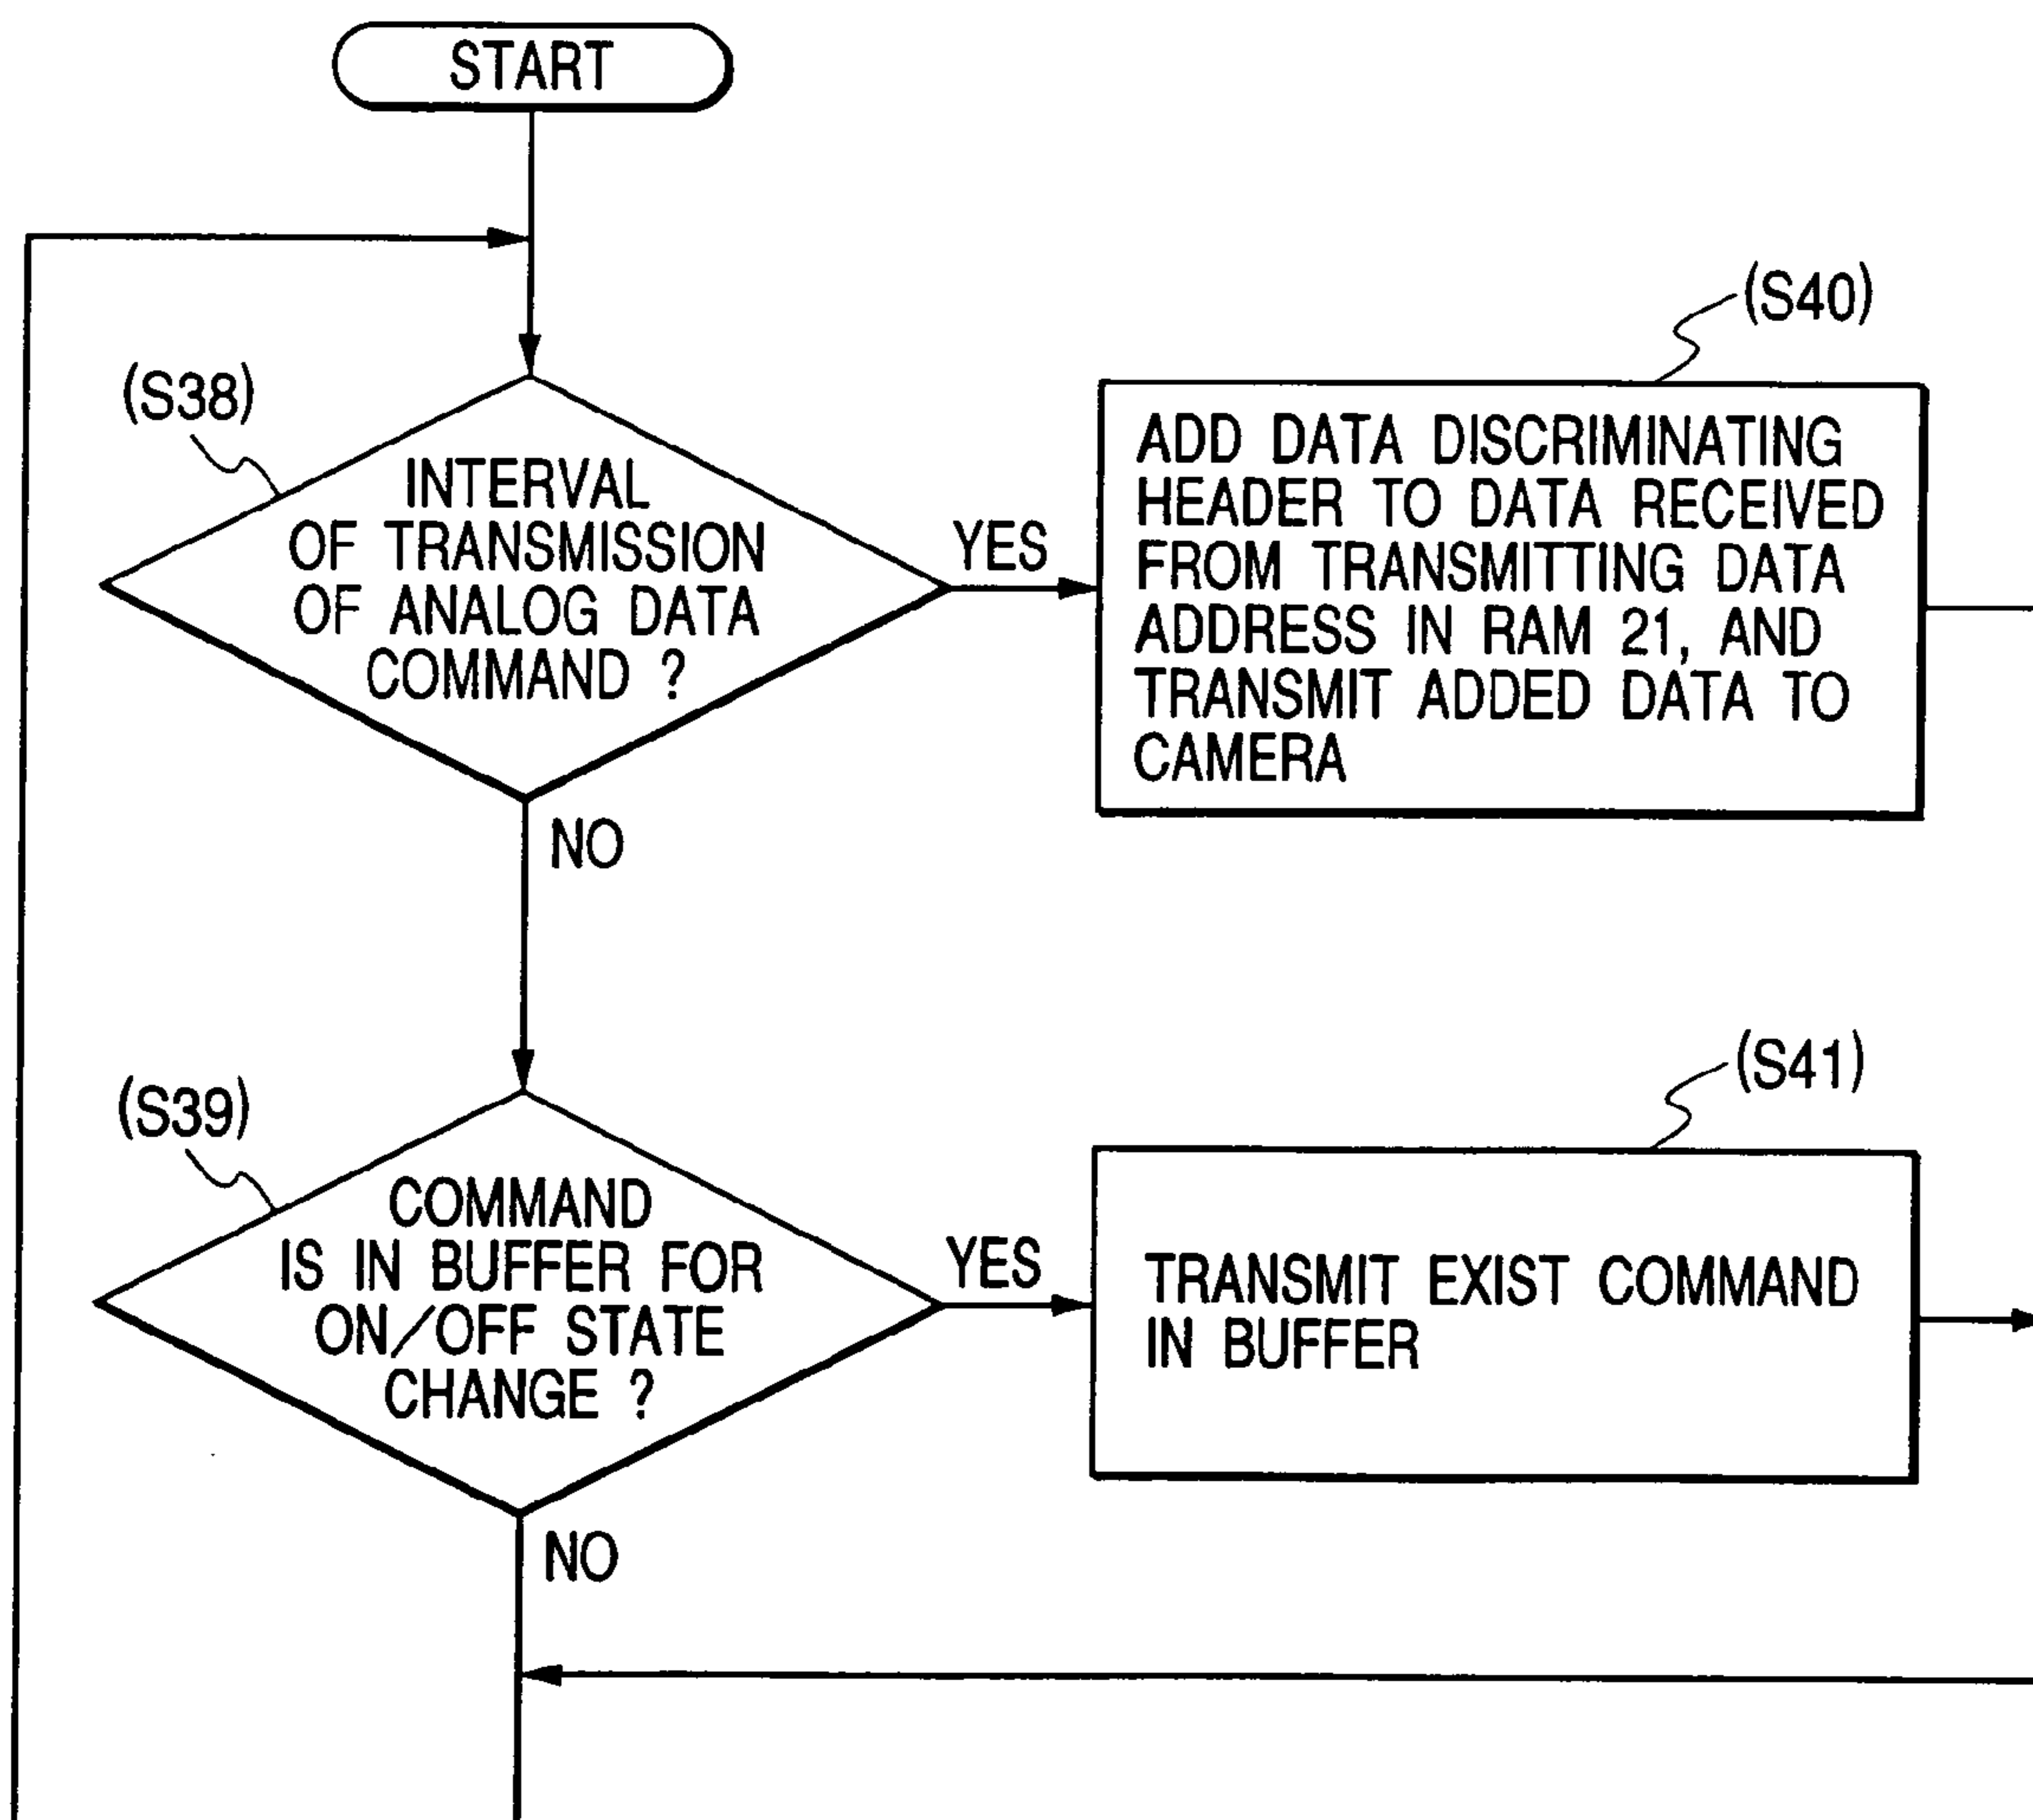 START
(S38)
INTERVAL
OF TRANSMISSION
OF ANALOG DATA
COMMAND ?
YES
NO
(S40)
ADD DATA DISCRIMINATING
HEADER TO DATA RECEIVED
FROM TRANSMITTING DATA
ADDRESS IN RAM 21, AND
TRANSMIT ADDED DATA TO
CAMERA
(S39)
COMMAND
IS IN BUFFER FOR
ON/OFF STATE
CHANGE ?
YES
NO
(S41)
TRANSMIT EXIST COMMAND
IN BUFFER